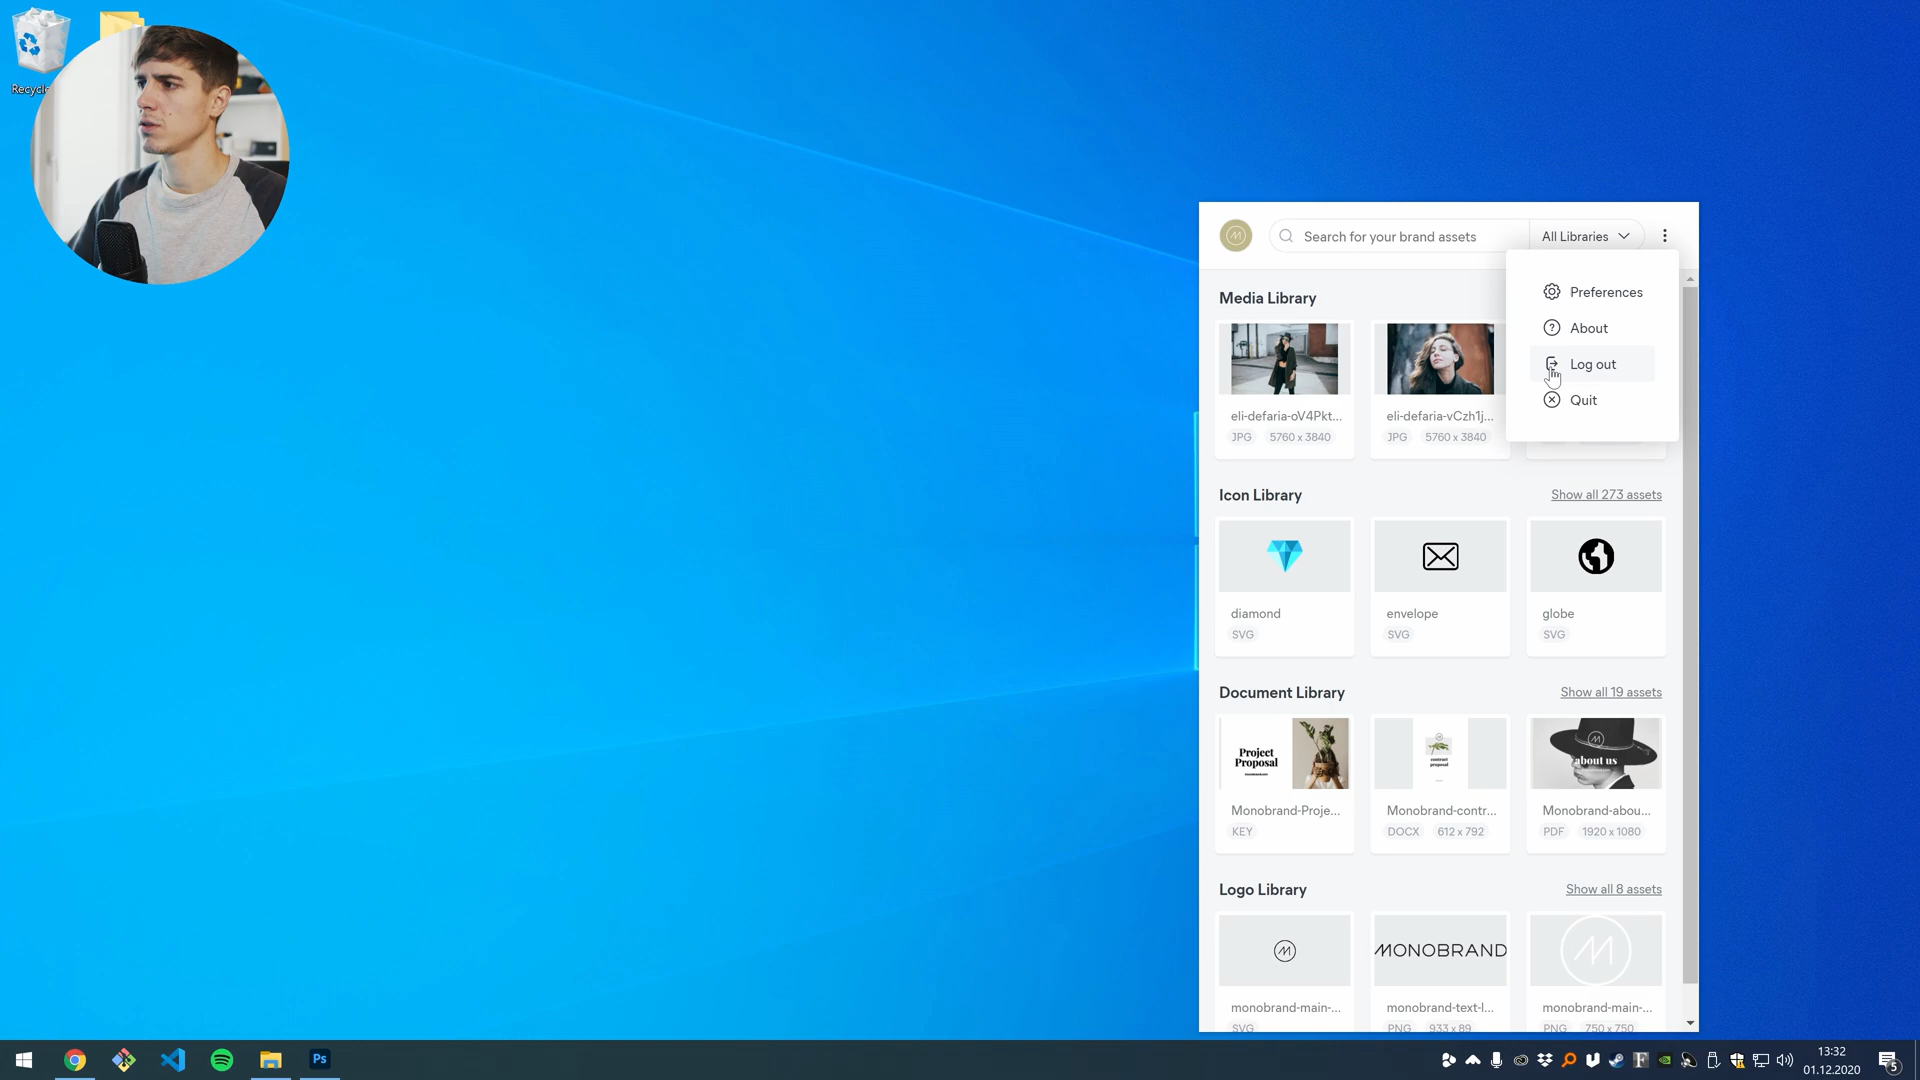 Recycle
Search for your brand assets
All Libraries
Preferences
About
Log out
Quit
Media Library
eli-defaria-oV4Pkt...
JPG 5760 x 3840
eli-defaria-vCzh1j...
JPG 5760 x 3840
Icon Library
Show all 273 assets
diamond
SVG
envelope
SVG
globe
SVG
Document Library
Show all 19 assets
Project
Proposal
contract
proposal
about us
Monobrand-Proje...
KEY
Monobrand-contr...
DOCX 612 x 792
Monobrand-abou...
PDF 1920 x 1080
Logo Library
Show all 8 assets
MONOBRAND
monobrand-main-...
SVG
monobrand-text-l...
PNG 933 x 89
monobrand-main-...
PNG 750 x 750
Ps
13:32
01.12.2020
5